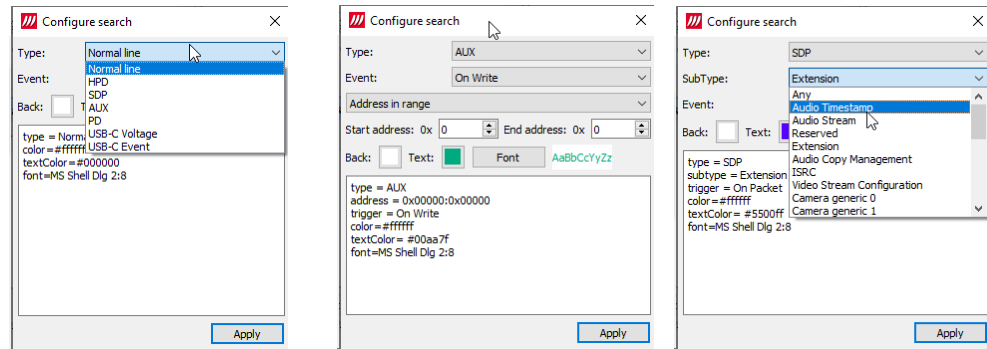 Configure search
Type:
Normal line
Normal line
HPD
SDP
AUX
PD
USB-C Voltage
USB-C Event
Event:
Back:
type = Norm
color=#ffffff
textColor=#000000
font=MS Shell Dlg 2:8
Apply
Configure search
Type: AUX
Event: On Write
Address in range
Start address: 0x 0 End address: 0x 0
Back: Text: Font AaBbCcYyZz
type = AUX
address = 0x00000:0x00000
trigger = On Write
color=#ffffff
textColor= #00aa7f
font=MS Shell Dlg 2:8
Apply
Configure search
Type: SDP
SubType: Extension
Event:
Any
Audio Timestamp
Audio Stream
Reserved
Extension
Audio Copy Management
ISRC
Video Stream Configuration
Camera generic 0
Camera generic 1
Back: Text:
type = SDP
subtype = Extension
trigger = On Packet
color=#ffffff
textColor= #5500ff
font=MS Shell Dlg 2:8
Apply